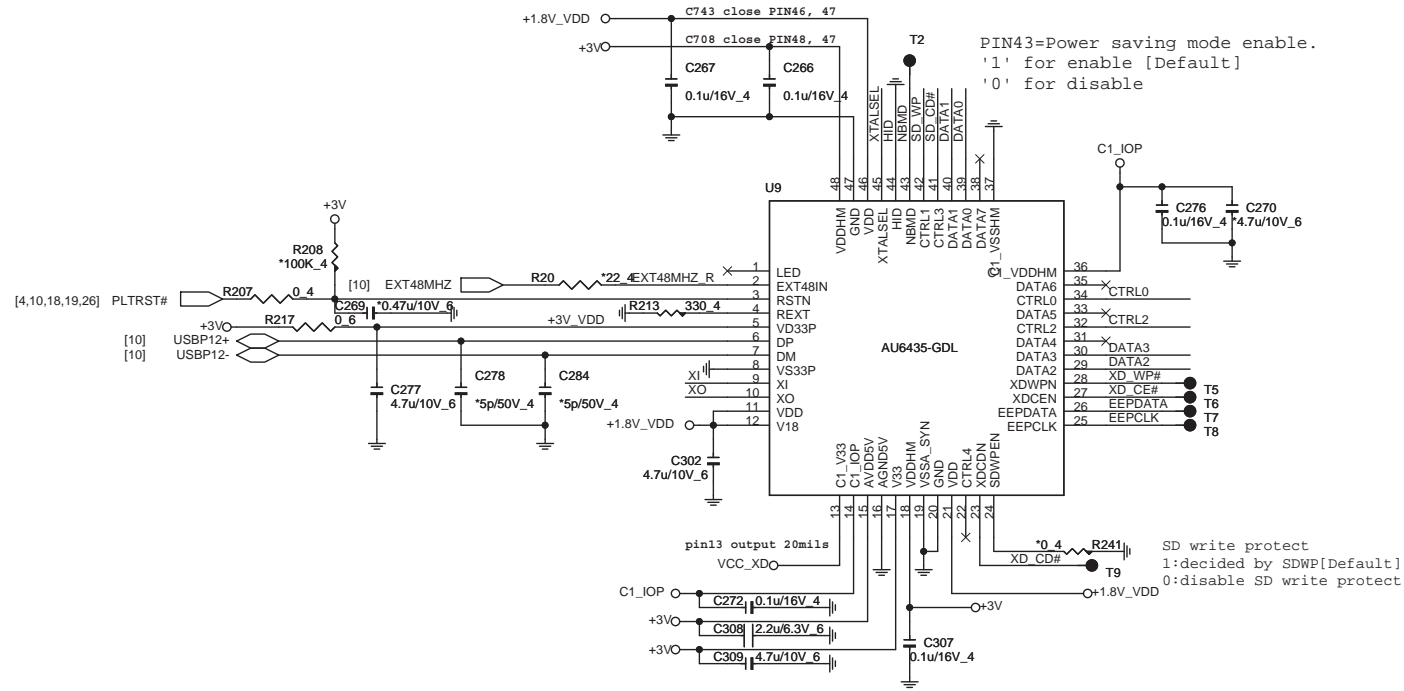 +1.8V_VDD
C743 close PIN46, 47
+3V
C708 close PIN48, 47
C267
0.1u/16V_4
C266
0.1u/16V_4
T2
PIN43=Power saving mode enable.
'1' for enable [Default]
'0' for disable
XTALSEL
HID
NBMD
SD_WP
SD_CD#
DATA1
DATA0
C1_IOP
C276
0.1u/16V_4
C270
*4.7u/10V_6
U9
48
47
46
45
44
43
42
41
40
39
38
37
VDDHM
GND
VDD
XTALSEL
HID
NBMD
CTRL1
CTRL3
DATA1
DATA0
DATA7
C1_VSSHM
+3V
R208
*100K_4
[4,10,18,19,26]
PLTRST#
R207
0_4
[10]
EXT48MHZ
R20
*22_4
EXT48MHZ_R
C269
*0.47u/10V_6
R213
330_4
+3V
R217
0_6
+3V_VDD
[10]
USBP12+
[10]
USBP12-
C277
4.7u/10V_6
C278
*5p/50V_4
C284
*5p/50V_4
XI
XO
+1.8V_VDD
C302
4.7u/10V_6
1 LED
2 EXT48IN
3 RSTN
4 REXT
5 VD33P
6 DP
7 DM
8 VS33P
9 XI
10 XO
11 VDD
12 V18
AU6435-GDL
C1_VDDHM 36
DATA6 35
CTRL0 34 CTRL0
DATA5 33
CTRL2 32 CTRL2
DATA4 31
DATA3 30 DATA3
DATA2 29 DATA2
XDWPN 28 XD_WP# T5
XDCEN 27 XD_CE# T6
EEPDATA 26 EEPDATA T7
EEPCLK 25 EEPCLK T8
C1_V33
C1_IOP
AVDD5V
AGND5V
V33
VDDHM
VSSA_SYN
GND
VDD
CTRL4
XDCDN
SDWPEN
13
14
15
16
17
18
19
20
21
22
23
24
pin13 output 20mils
VCC_XD
C1_IOP
C272
0.1u/16V_4
+3V
C308
2.2u/6.3V_6
+3V
C309
4.7u/10V_6
*0_4
R241
XD_CD#
T9
+1.8V_VDD
+3V
C307
0.1u/16V_4
SD write protect
1:decided by SDWP[Default]
0:disable SD write protect